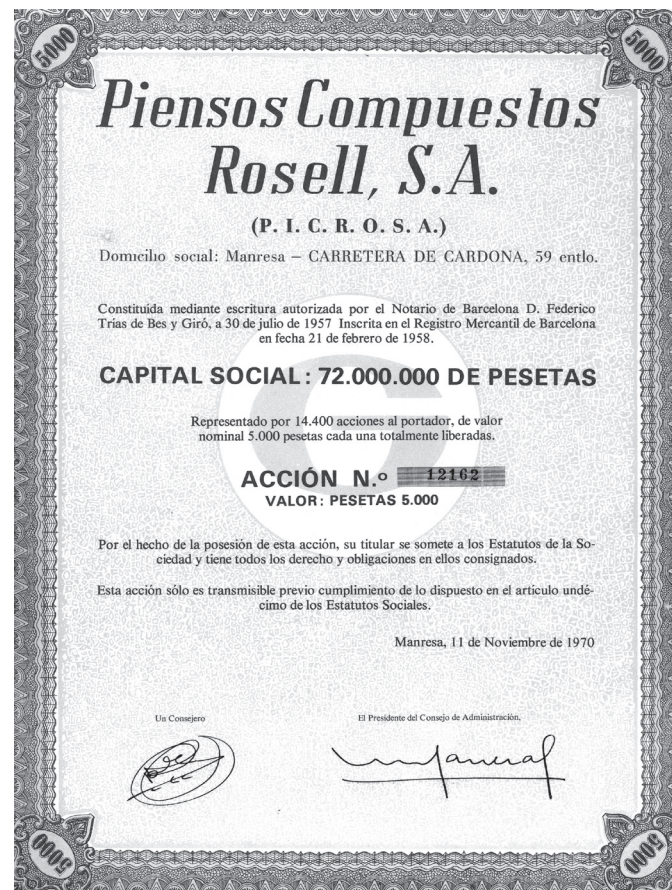 5000
5000
Piensos Compuestos
Rosell, S.A.
(P. I. C. R. O. S. A.)
Domicilio social: Manresa – CARRETERA DE CARDONA, 59 entlo.
Constituída mediante escritura autorizada por el Notario de Barcelona D. Federico
Trías de Bes y Giró, a 30 de julio de 1957 Inscrita en el Registro Mercantil de Barcelona
en fecha 21 de febrero de 1958.
CAPITAL SOCIAL: 72.000.000 DE PESETAS
Representado por 14.400 acciones al portador, de valor
nominal 5.000 pesetas cada una totalmente liberadas.
G
ACCIÓN N.º 12162
VALOR: PESETAS 5.000
Por el hecho de la posesión de esta acción, su titular se somete a los Estatutos de la So-
ciedad y tiene todos los derecho y obligaciones en ellos consignados.
Esta acción sólo es transmisible previo cumplimiento de lo dispuesto en el artículo undé-
cimo de los Estatutos Sociales.
Manresa, 11 de Noviembre de 1970
Un Consejero
El Presidente del Consejo de Administración,
5000
5000